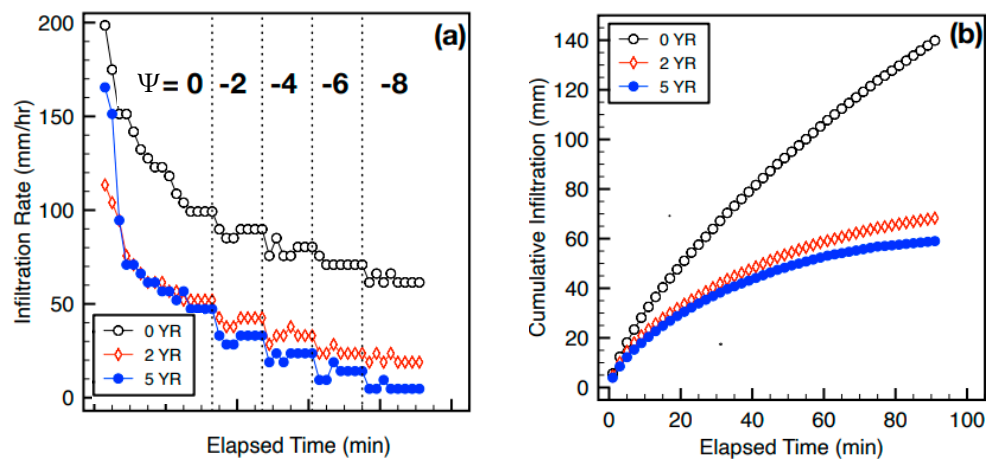 (a)
Ψ = 0 -2 -4 -6 -8
200
150
100
50
0
Infiltration Rate (mm/hr)
0 YR
2 YR
5 YR
Elapsed Time (min)
(b)
0 YR
2 YR
5 YR
140
120
100
80
60
40
20
0
Cumulative Infiltration (mm)
0 20 40 60 80 100
Elapsed Time (min)